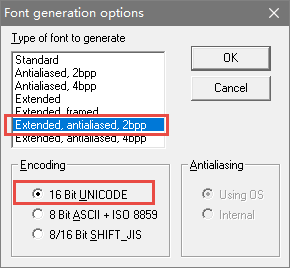 Font generation options
Type of font to generate
Standard
Antialiased, 2bpp
Antialiased, 4bpp
Extended
Extended, framed
Extended, antialiased, 2bpp
Extended, antialiased, 4bpp
OK
Cancel
Encoding
16 Bit UNICODE
8 Bit ASCII + ISO 8859
8/16 Bit SHIFT_JIS
Antialiasing
Using OS
Internal